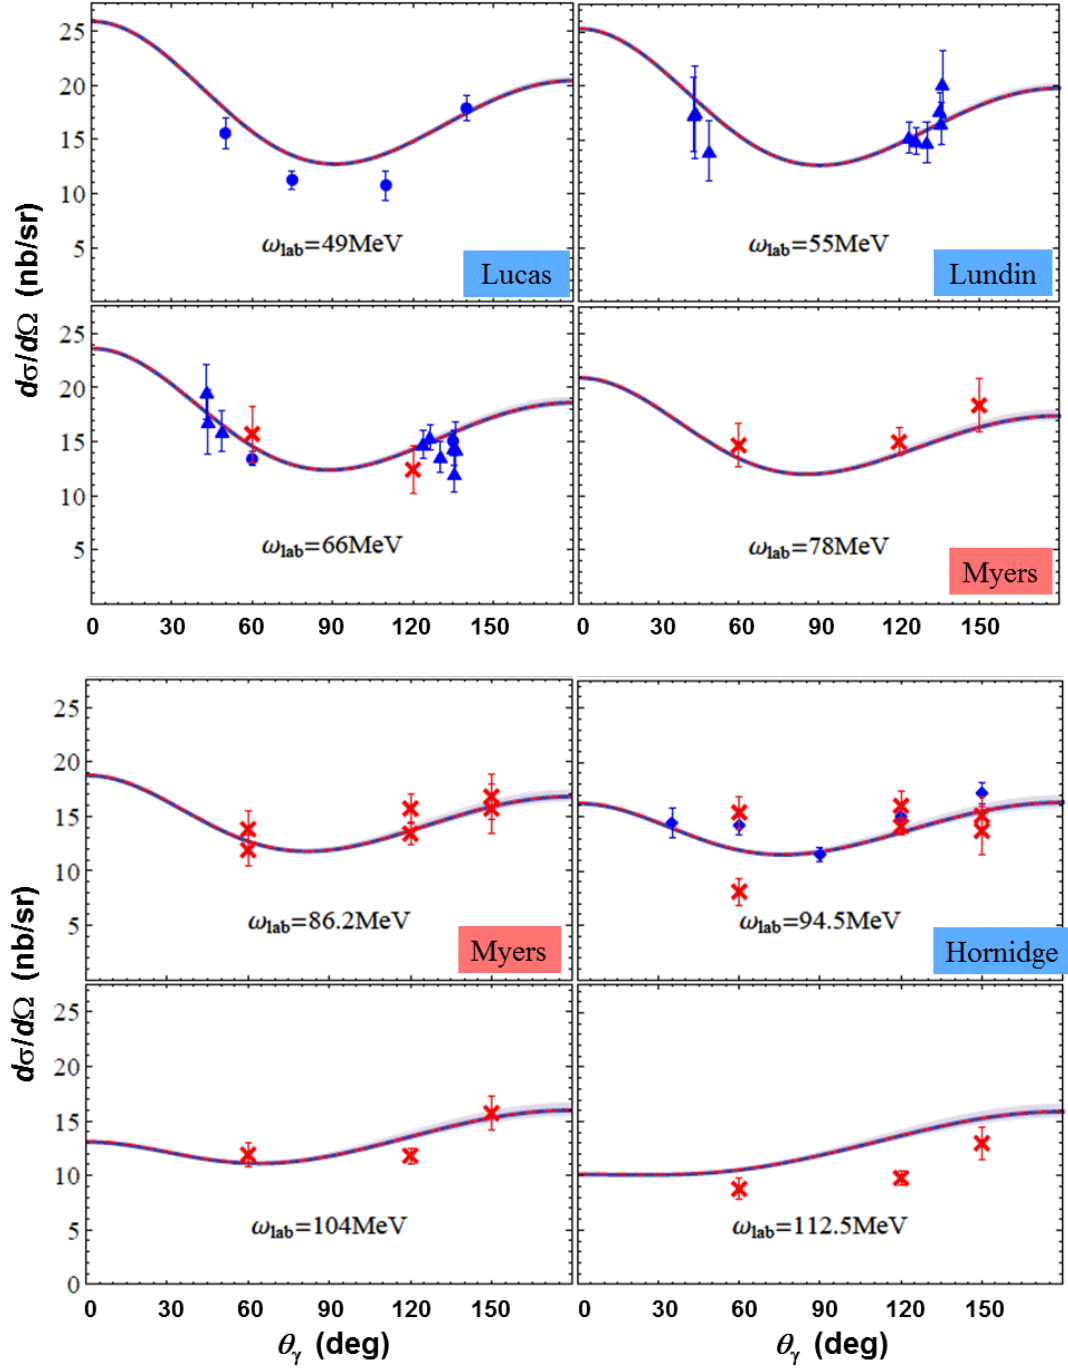 25
20
15
10
5
ω_lab=49MeV
Lucas
ω_lab=55MeV
Lundin
dσ/dΩ (nb/sr)
25
20
15
10
5
ω_lab=66MeV
ω_lab=78MeV
Myers
0 30 60 90 120 150
0 30 60 90 120 150
25
20
15
10
5
ω_lab=86.2MeV
Myers
ω_lab=94.5MeV
Hornidge
dσ/dΩ (nb/sr)
25
20
15
10
5
0
ω_lab=104MeV
ω_lab=112.5MeV
0 30 60 90 120 150
0 30 60 90 120 150
θγ (deg)
θγ (deg)